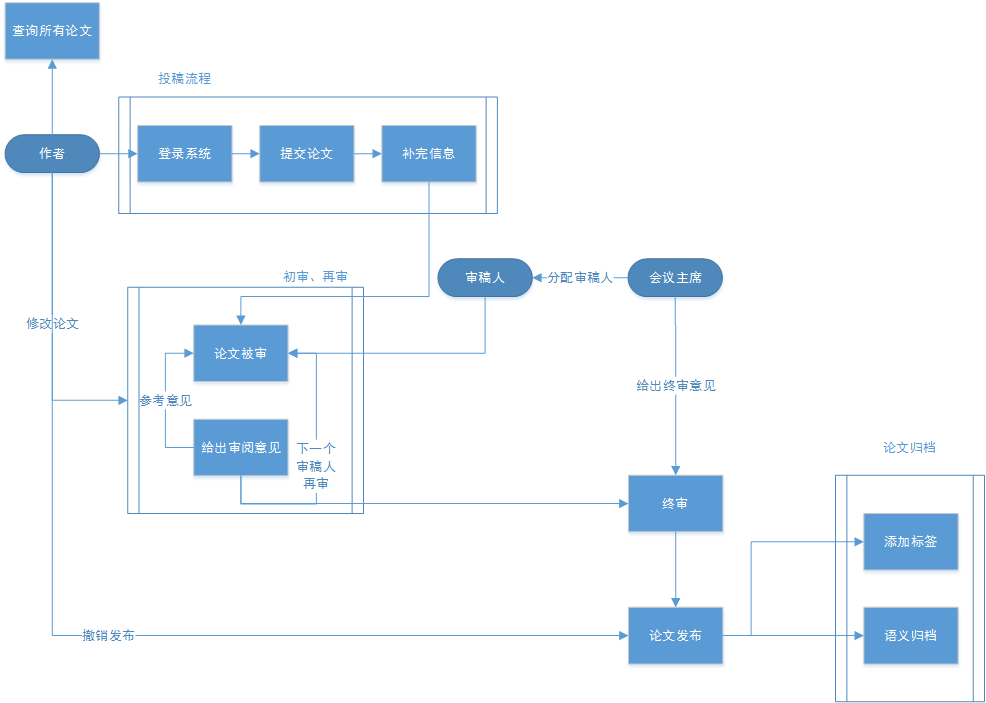 查询所有论文
投稿流程
作者
登录系统
提交论文
补完信息
初审、再审
审稿人
分配审稿人
会议主席
修改论文
论文被审
给出终审意见
参考意见
给出审阅意见
下一个
审稿人
再审
论文归档
终审
添加标签
撤销发布
论文发布
语义归档